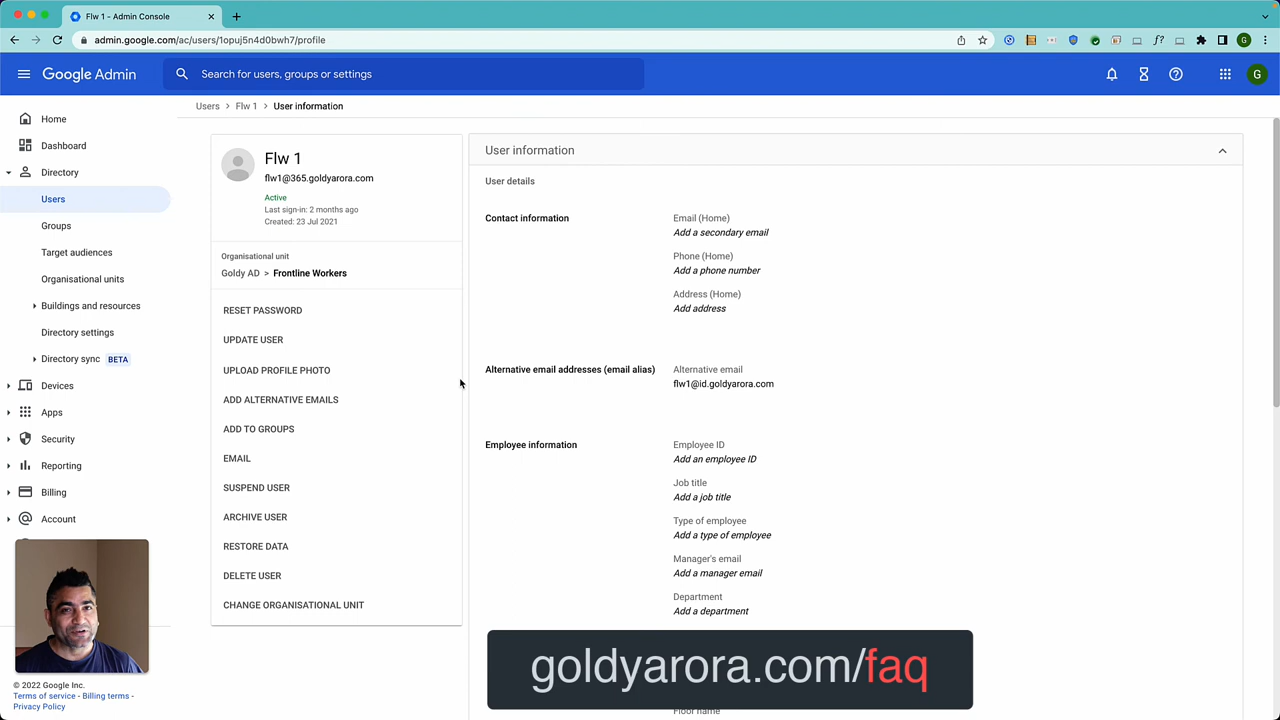 Flw 1 - Admin Console
admin.google.com/ac/users/1opuj5n4d0bwh7/profile
G
Google Admin
Search for users, groups or settings
G
Users > Flw 1 > User information
Home
Dashboard
Directory
Users
Groups
Target audiences
Organisational units
Buildings and resources
Directory settings
Directory sync BETA
Devices
Apps
Security
Reporting
Billing
Account
© 2022 Google Inc.
Terms of service - Billing terms -
Privacy Policy
Flw 1
flw1@365.goldyarora.com
Active
Last sign-in: 2 months ago
Created: 23 Jul 2021
Organisational unit
Goldy AD > Frontline Workers
RESET PASSWORD
UPDATE USER
UPLOAD PROFILE PHOTO
ADD ALTERNATIVE EMAILS
ADD TO GROUPS
EMAIL
SUSPEND USER
ARCHIVE USER
RESTORE DATA
DELETE USER
CHANGE ORGANISATIONAL UNIT
User information
User details
Contact information
Email (Home)
Add a secondary email
Phone (Home)
Add a phone number
Address (Home)
Add address
Alternative email addresses (email alias)
Alternative email
flw1@id.goldyarora.com
Employee information
Employee ID
Add an employee ID
Job title
Add a job title
Type of employee
Add a type of employee
Manager's email
Add a manager email
Department
Add a department
goldyarora.com/faq
Floor name